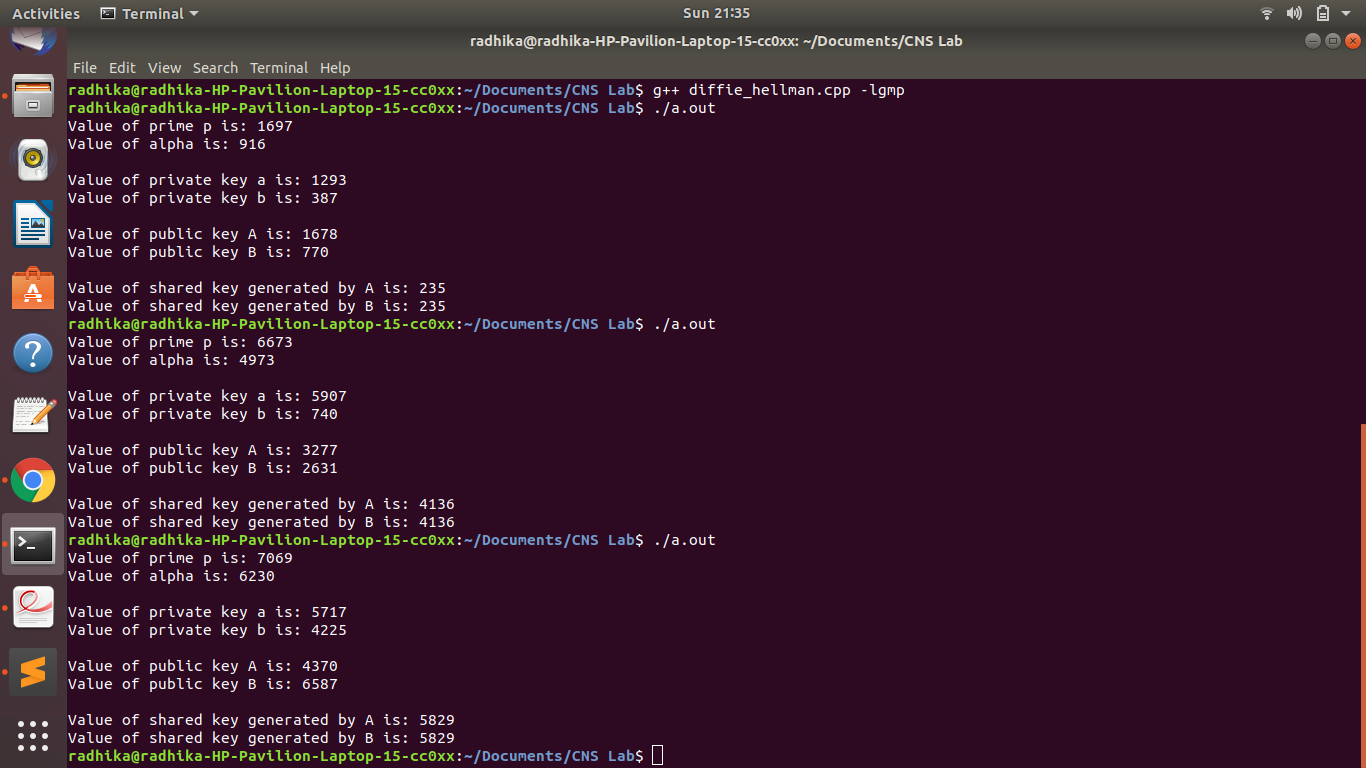 Activities Terminal Sun 21:35
radhika@radhika-HP-Pavilion-Laptop-15-cc0xx: ~/Documents/CNS Lab
File Edit View Search Terminal Help
radhika@radhika-HP-Pavilion-Laptop-15-cc0xx:~/Documents/CNS Lab$ g++ diffie_hellman.cpp -lgmp
radhika@radhika-HP-Pavilion-Laptop-15-cc0xx:~/Documents/CNS Lab$ ./a.out
Value of prime p is: 1697
Value of alpha is: 916
Value of private key a is: 1293
Value of private key b is: 387
Value of public key A is: 1678
Value of public key B is: 770
Value of shared key generated by A is: 235
Value of shared key generated by B is: 235
radhika@radhika-HP-Pavilion-Laptop-15-cc0xx:~/Documents/CNS Lab$ ./a.out
Value of prime p is: 6673
Value of alpha is: 4973
Value of private key a is: 5907
Value of private key b is: 740
Value of public key A is: 3277
Value of public key B is: 2631
Value of shared key generated by A is: 4136
Value of shared key generated by B is: 4136
radhika@radhika-HP-Pavilion-Laptop-15-cc0xx:~/Documents/CNS Lab$ ./a.out
Value of prime p is: 7069
Value of alpha is: 6230
Value of private key a is: 5717
Value of private key b is: 4225
Value of public key A is: 4370
Value of public key B is: 6587
Value of shared key generated by A is: 5829
Value of shared key generated by B is: 5829
radhika@radhika-HP-Pavilion-Laptop-15-cc0xx:~/Documents/CNS Lab$